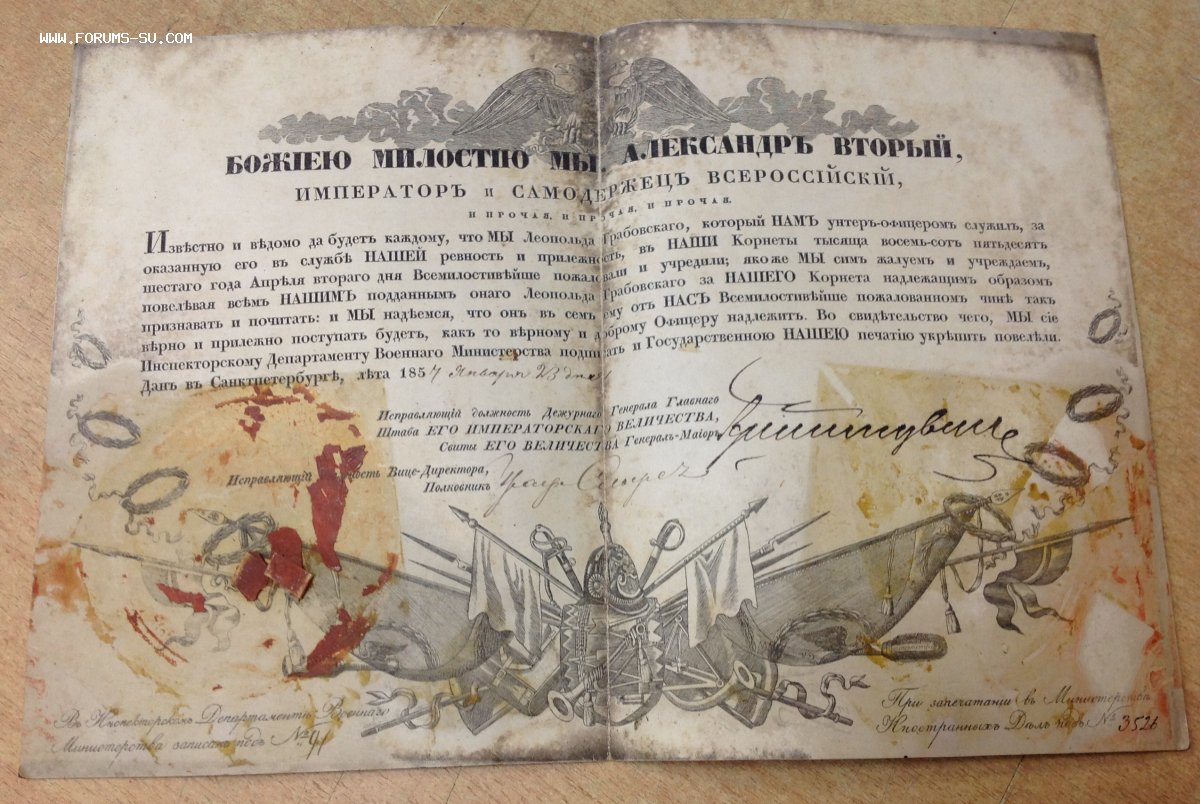 www.forums-su.com
БОЖІЕЮ МИЛОСТІЮ МЫ, АЛЕКСАНДРЪ ВТОРЫЙ,
ИМПЕРАТОРЪ и САМОДЕРЖЕЦЪ ВСЕРОССІЙСКІЙ,
И ПРОЧАЯ, И ПРОЧАЯ, И ПРОЧАЯ.
Извѣстно и вѣдомо да будетъ каждому, что МЫ Леопольда Грабовскаго, который НАМЪ унтеръ-офицеромъ служилъ, за
оказанную его въ службѣ НАШЕЙ ревность и прилежность, въ НАШИ Корнеты тысяща восемь-сотъ пятьдесятъ
шестаго года Апрѣля втораго дня Всемилостивѣйше пожаловали и учредили; якоже МЫ симъ жалуемъ и учреждаемъ,
повелѣвая всѣмъ НАШИМЪ подданнымъ онаго Леопольда Грабовскаго за НАШЕГО Корнета надлежащимъ образомъ
признавать и почитать: и МЫ надѣемся, что онъ въ семъ ему отъ НАСЪ Всемилостивѣйше пожалованномъ чинѣ такъ
вѣрно и прилежно поступать будетъ, какъ то вѣрному и доброму Офицеру надлежитъ. Во свидѣтельство чего, МЫ сіе
Инспекторскому Департаменту Военнаго Министерства подписать и Государственною НАШЕЮ печатію укрѣпить повелѣли.
Данъ въ Санктпетербургѣ, лѣта 1857 Января 23 дня
Исправляющій должность Дежурнаго Генерала Главнаго
Штаба ЕГО ИМПЕРАТОРСКАГО ВЕЛИЧЕСТВА,
Свиты ЕГО ВЕЛИЧЕСТВА Генералъ-Маіоръ
Исправляющій должность Вице-Директора,
Полковникъ Графъ
Въ Инспекторскомъ Департаментѣ Военнаго
Министерства записанъ подъ №
При запечатаніи въ Министерствѣ
Иностранныхъ Дѣлъ подъ № 3526